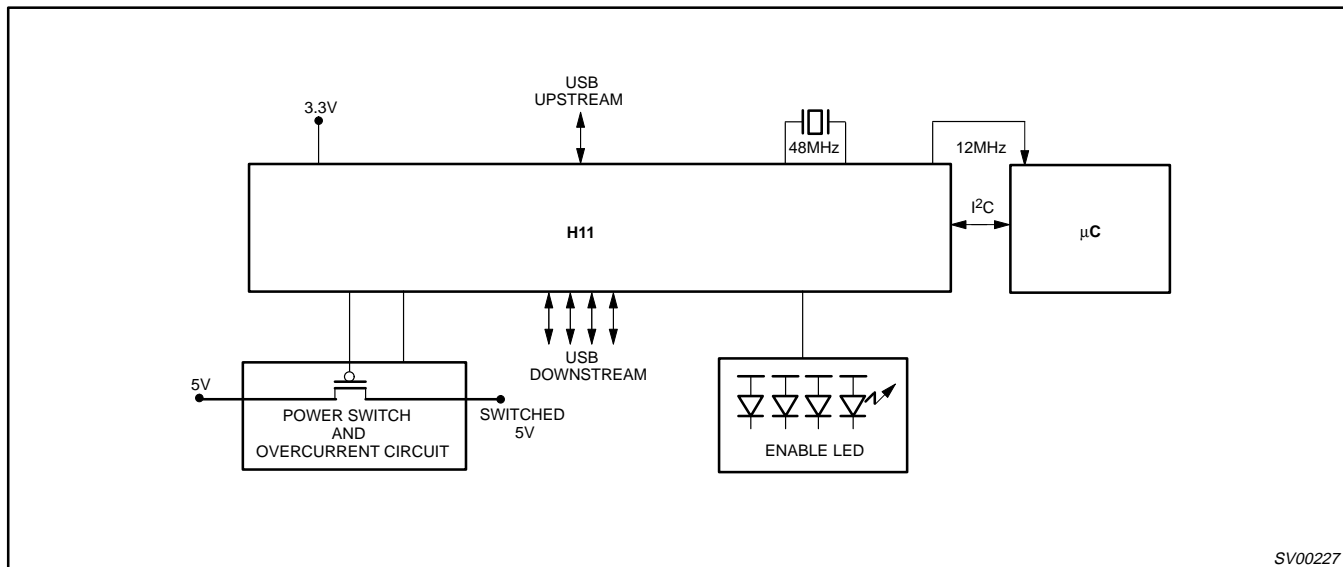 USB
UPSTREAM
3.3V
48MHz
12MHz
I²C
H11
µC
USB
DOWNSTREAM
5V
SWITCHED
5V
POWER SWITCH
AND
OVERCURRENT CIRCUIT
ENABLE LED
SV00227